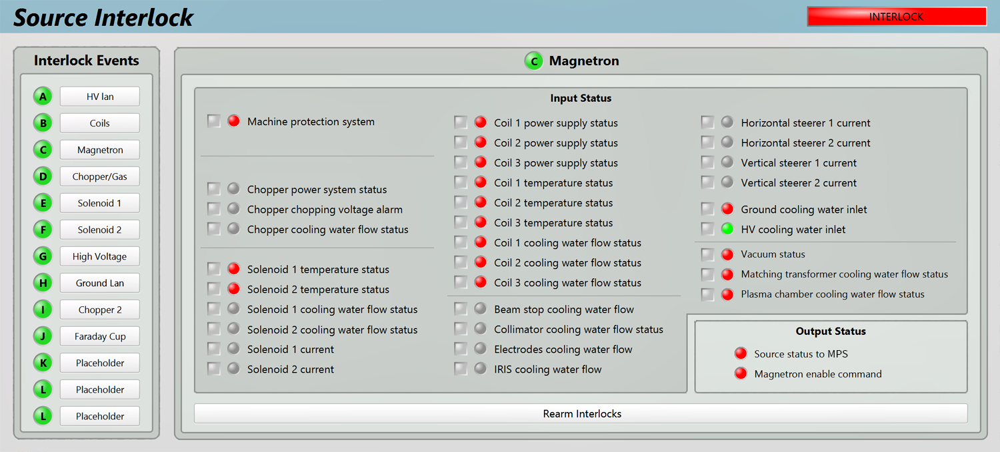 Source Interlock
INTERLOCK
Interlock Events
A HV lan
B Coils
C Magnetron
D Chopper/Gas
E Solenoid 1
F Solenoid 2
G High Voltage
H Ground Lan
I Chopper 2
J Faraday Cup
K Placeholder
L Placeholder
L Placeholder
C Magnetron
Input Status
Machine protection system
Chopper power system status
Chopper chopping voltage alarm
Chopper cooling water flow status
Solenoid 1 temperature status
Solenoid 2 temperature status
Solenoid 1 cooling water flow status
Solenoid 2 cooling water flow status
Solenoid 1 current
Solenoid 2 current
Coil 1 power supply status
Coil 2 power supply status
Coil 3 power supply status
Coil 1 temperature status
Coil 2 temperature status
Coil 3 temperature status
Coil 1 cooling water flow status
Coil 2 cooling water flow status
Coil 3 cooling water flow status
Beam stop cooling water flow
Collimator cooling water flow status
Electrodes cooling water flow
IRIS cooling water flow
Horizontal steerer 1 current
Horizontal steerer 2 current
Vertical steerer 1 current
Vertical steerer 2 current
Ground cooling water inlet
HV cooling water inlet
Vacuum status
Matching transformer cooling water flow status
Plasma chamber cooling water flow status
Output Status
Source status to MPS
Magnetron enable command
Rearm Interlocks